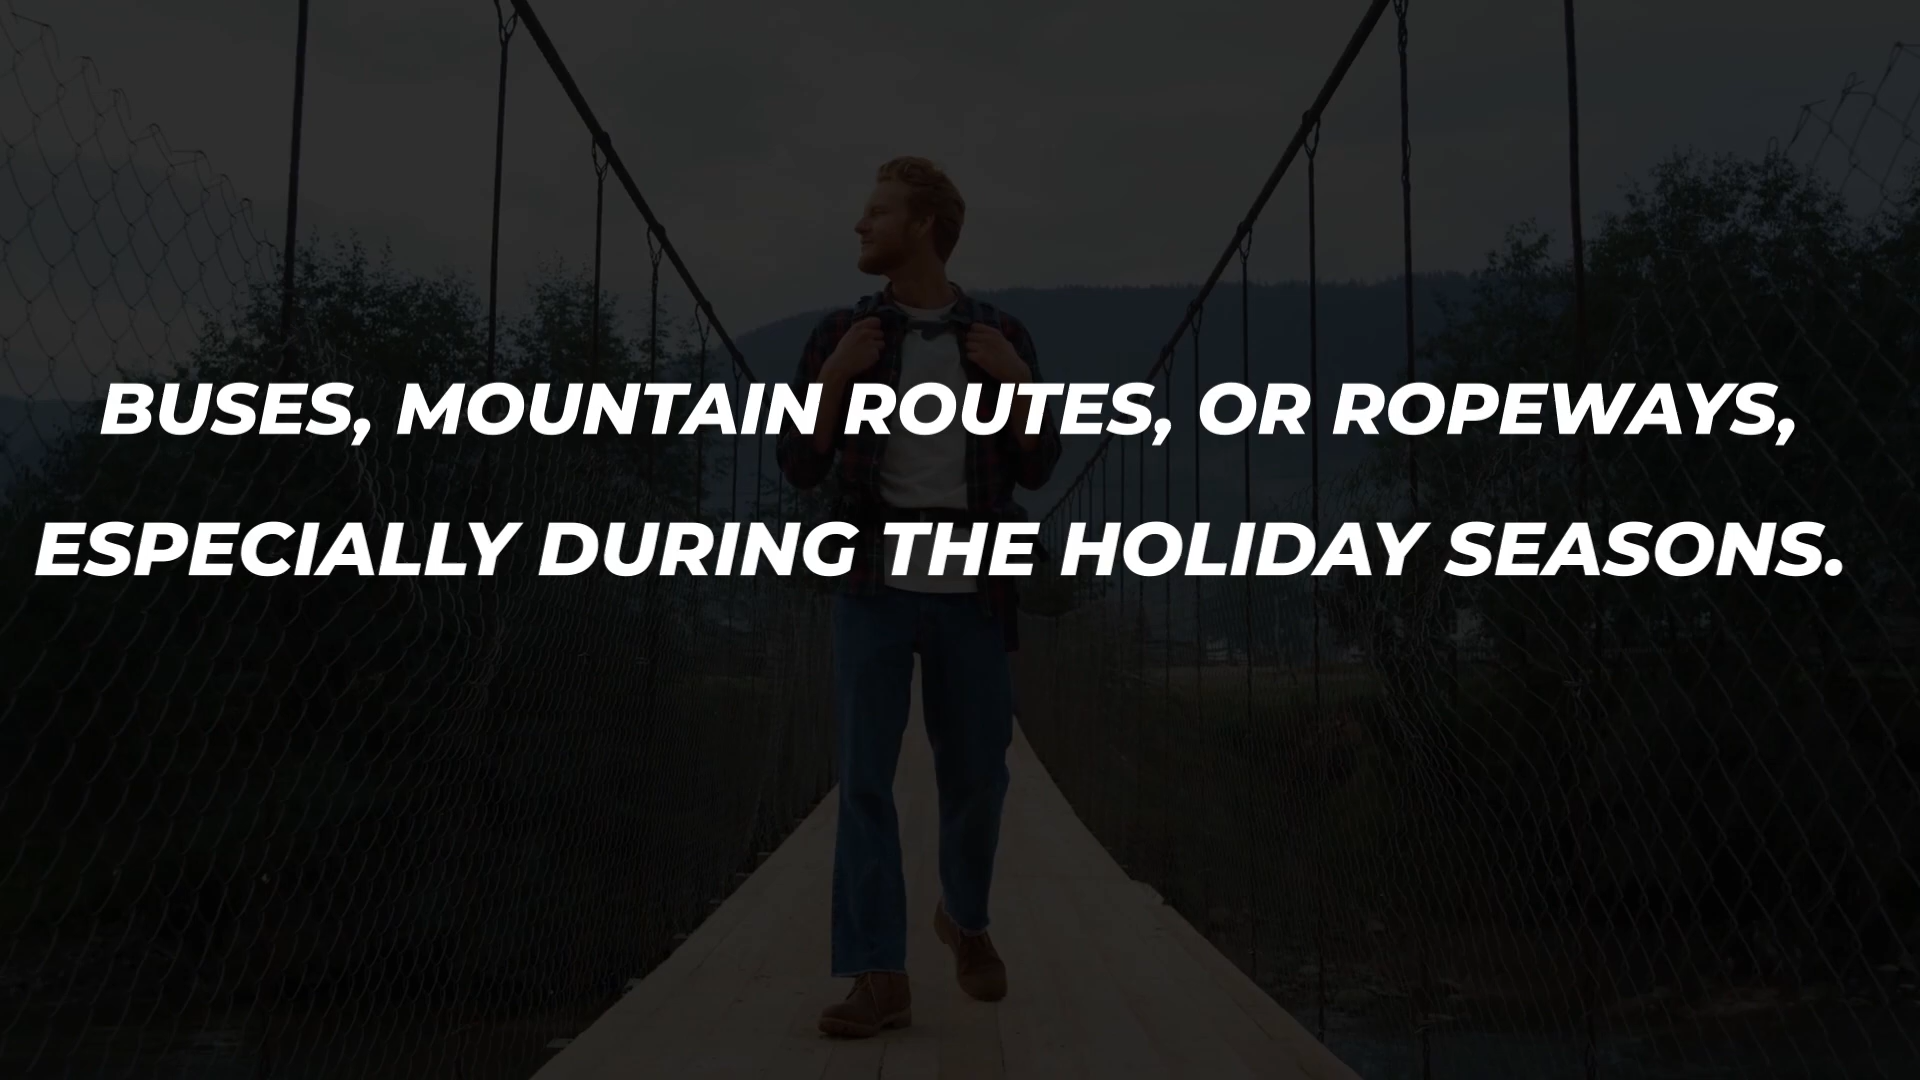 BUSES, MOUNTAIN ROUTES, OR ROPEWAYS,
ESPECIALLY DURING THE HOLIDAY SEASONS.